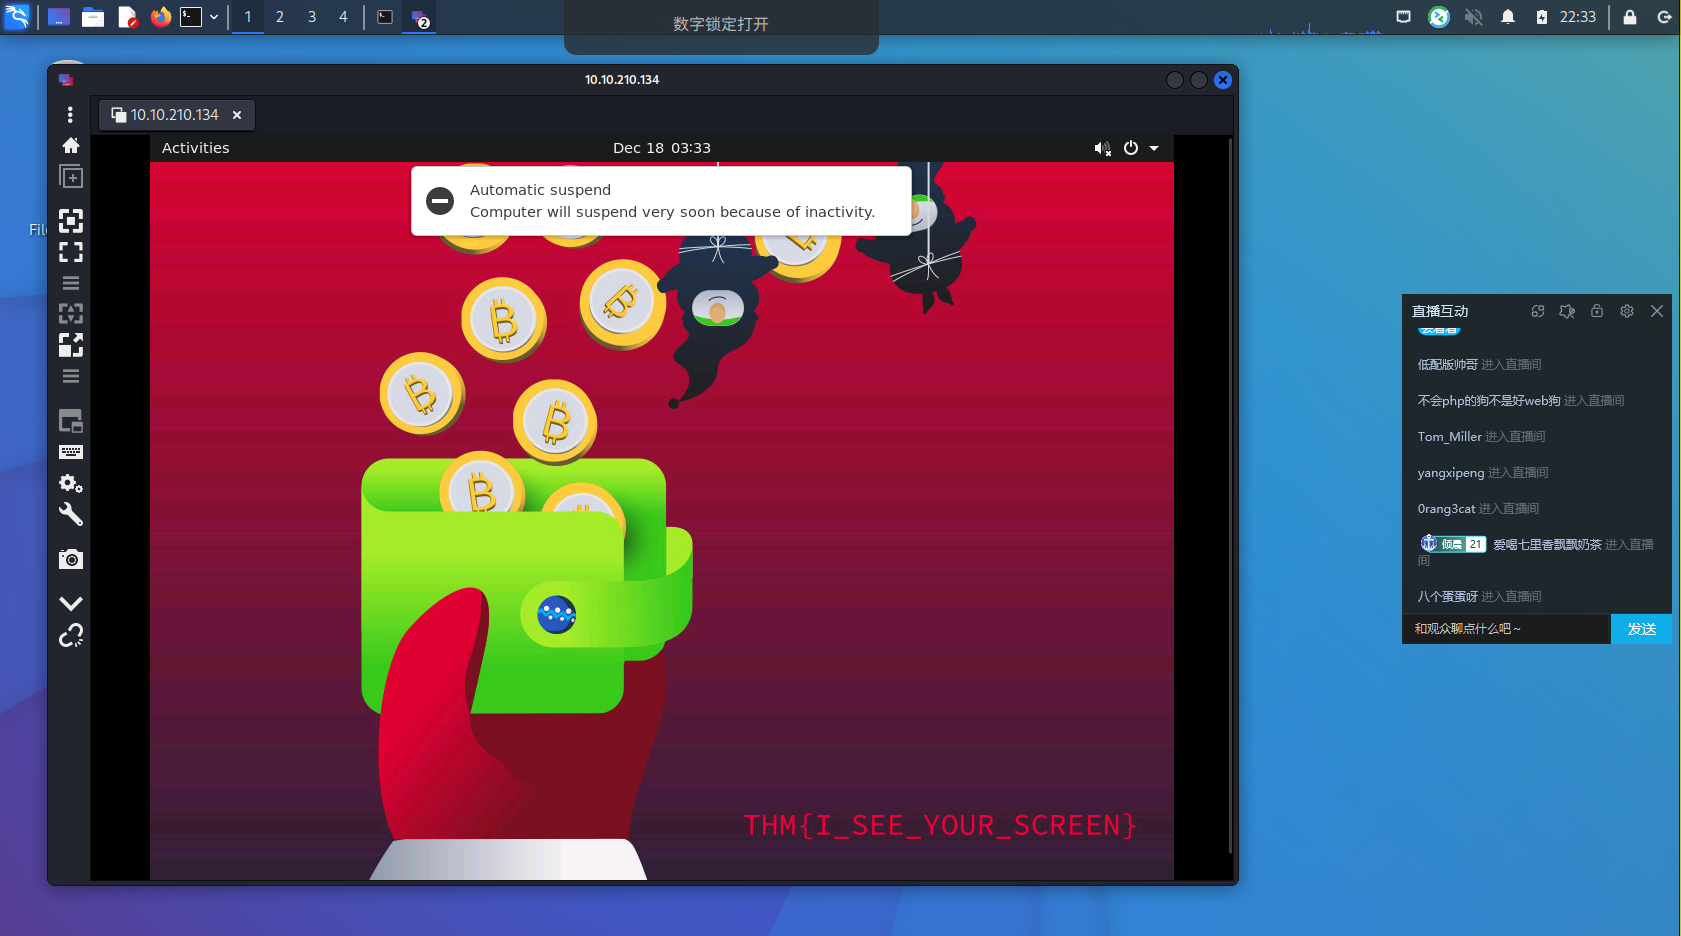 1 2 3 4
2
数字锁定打开
22:33
10.10.210.134
10.10.210.134
Activities
Dec 18 03:33
Automatic suspend
Computer will suspend very soon because of inactivity.
THM{I_SEE_YOUR_SCREEN}
直播互动
低配版帅哥 进入直播间
不会php的狗不是好web狗 进入直播间
Tom_Miller 进入直播间
yangxipeng 进入直播间
0rang3cat 进入直播间
倾晨 21 爱喝七里香飘飘奶茶 进入直播
间
八个蛋蛋呀 进入直播间
和观众聊点什么吧~
发送